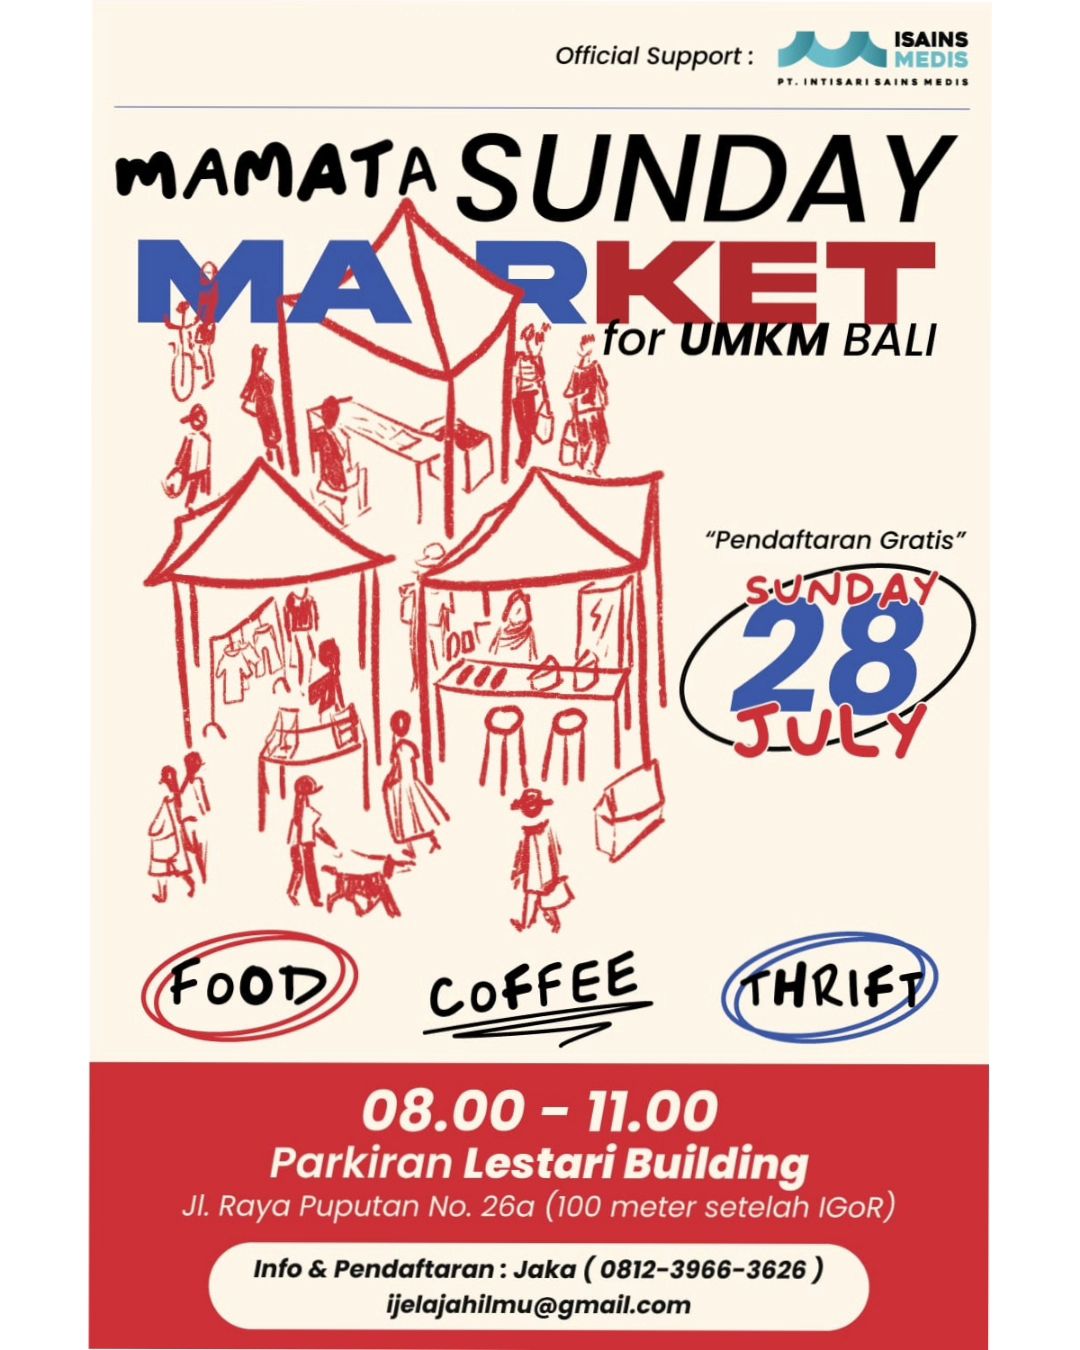 Official Support :
ISAINS
MEDIS
PT. INTISARI SAINS MEDIS
MAMATA SUNDAY
MARKET
for UMKM BALI
“Pendaftaran Gratis”
SUNDAY
28
JULY
FOOD
COFFEE
THRIFT
08.00 - 11.00
Parkiran Lestari Building
Jl. Raya Puputan No. 26a (100 meter setelah IGoR)
Info & Pendaftaran : Jaka ( 0812-3966-3626 )
ijelajahilmu@gmail.com